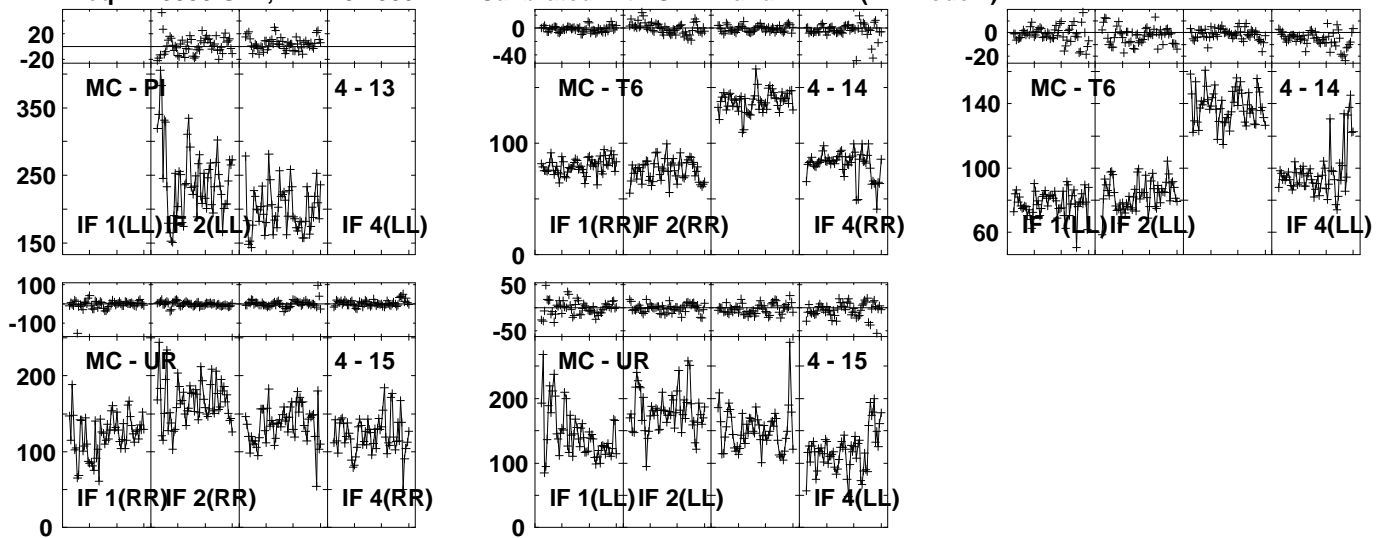 20
-20
MC - PI
4 - 13
350
250
150
IF 1(LL)
IF 2(LL)
IF 4(LL)
0
-40
MC - T6
4 - 14
100
0
IF 1(RR)
IF 2(RR)
IF 4(RR)
0
-20
MC - T6
4 - 14
140
100
60
IF 1(LL)
IF 2(LL)
IF 4(LL)
100
-100
MC - UR
4 - 15
200
100
0
IF 1(RR)
IF 2(RR)
IF 4(RR)
50
-50
MC - UR
4 - 15
200
100
0
IF 1(LL)
IF 2(LL)
IF 4(LL)